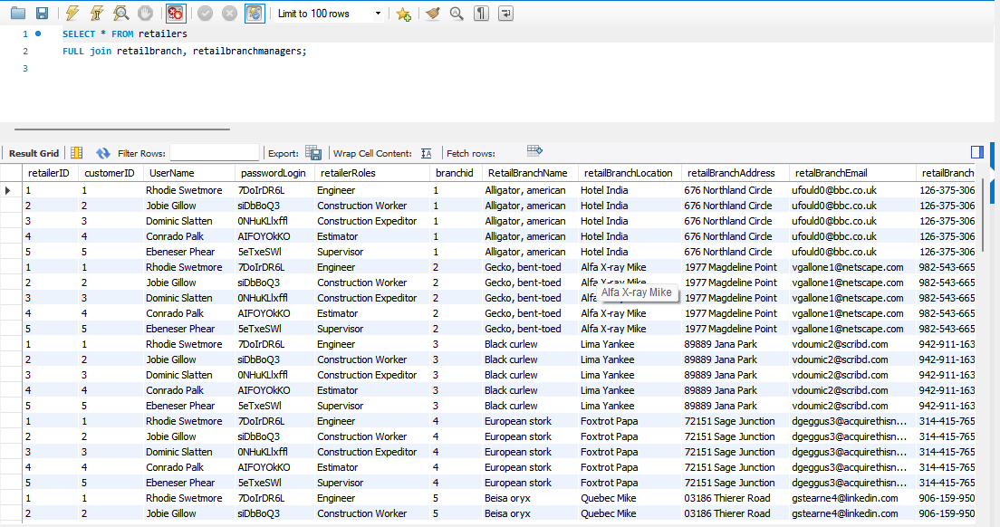 Limit to 100 rows
1 SELECT * FROM retailers
2 FULL join retailbranch, retailbranchmanagers;
3
Result Grid Filter Rows: Export: Wrap Cell Content: Fetch rows:
retailerID customerID UserName passwordLogin retailerRoles branchid RetailBranchName retailBranchLocation retailBranchAddress retalBranchEmail retailBranch
1 1 Rhodie Swetmore 7DoIrDR6L Engineer 1 Alligator, american Hotel India 676 Northland Circle ufould0@bbc.co.uk 126-375-306
2 2 Jobie Gillow siDbBoQ3 Construction Worker 1 Alligator, american Hotel India 676 Northland Circle ufould0@bbc.co.uk 126-375-306
3 3 Dominic Slatten 0NHuKLlxffl Construction Expeditor 1 Alligator, american Hotel India 676 Northland Circle ufould0@bbc.co.uk 126-375-306
4 4 Conrado Palk AIFOYOkKO Estimator 1 Alligator, american Hotel India 676 Northland Circle ufould0@bbc.co.uk 126-375-306
5 5 Ebeneser Phear 5eTxeSWl Supervisor 1 Alligator, american Hotel India 676 Northland Circle ufould0@bbc.co.uk 126-375-306
1 1 Rhodie Swetmore 7DoIrDR6L Engineer 2 Gecko, bent-toed Alfa X-ray Mike 1977 Magdeline Point vgallone1@netscape.com 982-543-665
2 2 Jobie Gillow siDbBoQ3 Construction Worker 2 Gecko, bent-toed Alfa X-ray Mike 1977 Magdeline Point vgallone1@netscape.com 982-543-665
3 3 Dominic Slatten 0NHuKLlxffl Construction Expeditor 2 Gecko, bent-toed Alfa Alfa X-ray Mike 1977 Magdeline Point vgallone1@netscape.com 982-543-665
4 4 Conrado Palk AIFOYOkKO Estimator 2 Gecko, bent-toed Alfa X-ray Mike 1977 Magdeline Point vgallone1@netscape.com 982-543-665
5 5 Ebeneser Phear 5eTxeSWl Supervisor 2 Gecko, bent-toed Alfa X-ray Mike 1977 Magdeline Point vgallone1@netscape.com 982-543-665
1 1 Rhodie Swetmore 7DoIrDR6L Engineer 3 Black curlew Lima Yankee 89889 Jana Park vdoumic2@scribd.com 942-911-163
2 2 Jobie Gillow siDbBoQ3 Construction Worker 3 Black curlew Lima Yankee 89889 Jana Park vdoumic2@scribd.com 942-911-163
3 3 Dominic Slatten 0NHuKLlxffl Construction Expeditor 3 Black curlew Lima Yankee 89889 Jana Park vdoumic2@scribd.com 942-911-163
4 4 Conrado Palk AIFOYOkKO Estimator 3 Black curlew Lima Yankee 89889 Jana Park vdoumic2@scribd.com 942-911-163
5 5 Ebeneser Phear 5eTxeSWl Supervisor 3 Black curlew Lima Yankee 89889 Jana Park vdoumic2@scribd.com 942-911-163
1 1 Rhodie Swetmore 7DoIrDR6L Engineer 4 European stork Foxtrot Papa 72151 Sage Junction dgeggus3@acquirethisn... 314-415-765
2 2 Jobie Gillow siDbBoQ3 Construction Worker 4 European stork Foxtrot Papa 72151 Sage Junction dgeggus3@acquirethisn... 314-415-765
3 3 Dominic Slatten 0NHuKLlxffl Construction Expeditor 4 European stork Foxtrot Papa 72151 Sage Junction dgeggus3@acquirethisn... 314-415-765
4 4 Conrado Palk AIFOYOkKO Estimator 4 European stork Foxtrot Papa 72151 Sage Junction dgeggus3@acquirethisn... 314-415-765
5 5 Ebeneser Phear 5eTxeSWl Supervisor 4 European stork Foxtrot Papa 72151 Sage Junction dgeggus3@acquirethisn... 314-415-765
1 1 Rhodie Swetmore 7DoIrDR6L Engineer 5 Beisa oryx Quebec Mike 03186 Thierer Road gstearne4@linkedin.com 906-159-950
2 2 Jobie Gillow siDbBoQ3 Construction Worker 5 Beisa oryx Quebec Mike 03186 Thierer Road gstearne4@linkedin.com 906-159-950